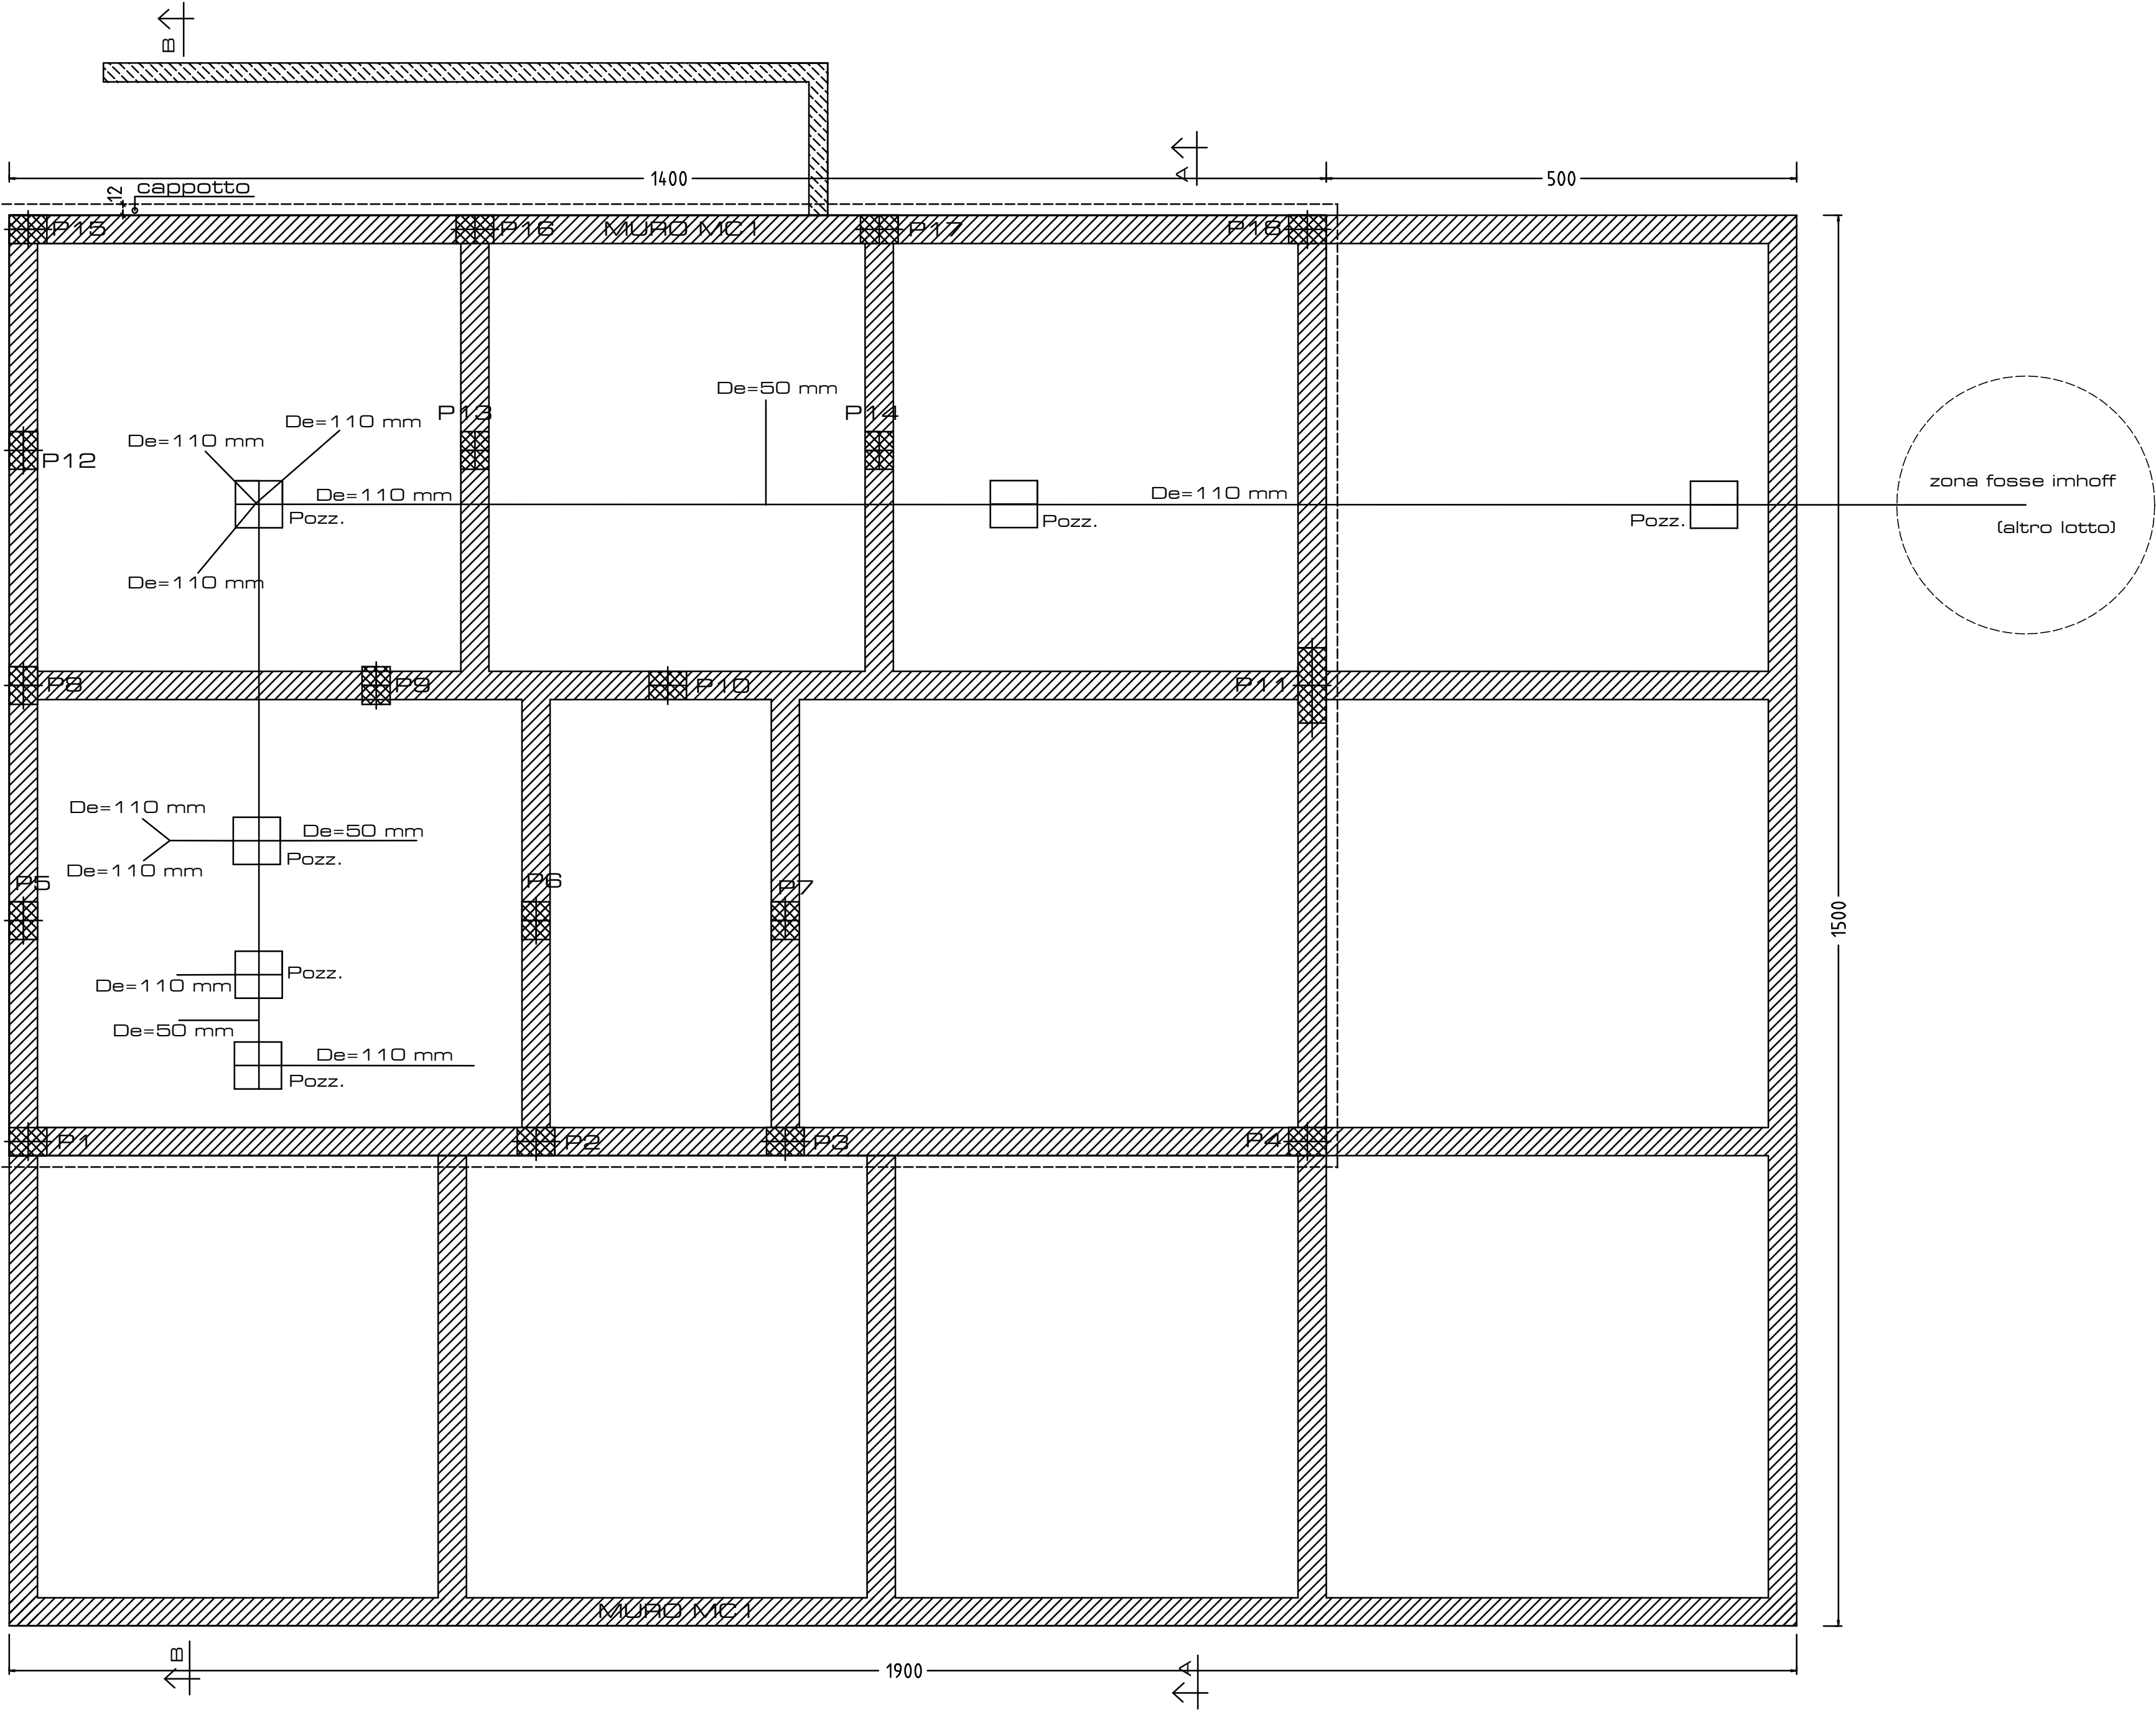 B
1400
A
500
12
cappotto
P15
P16
MURO MC1
P17
P18
De=50 mm
De=110 mm
P13
P14
De=110 mm
P12
zona fosse imhoff
De=110 mm
De=110 mm
Pozz.
Pozz.
Pozz.
(altro lotto)
De=110 mm
P8
P9
P10
P11
De=110 mm
De=50 mm
Pozz.
De=110 mm
P5
P6
P7
1500
Pozz.
De=110 mm
De=50 mm
De=110 mm
Pozz.
P1
P2
P3
P4
MURO MC1
B
1900
A